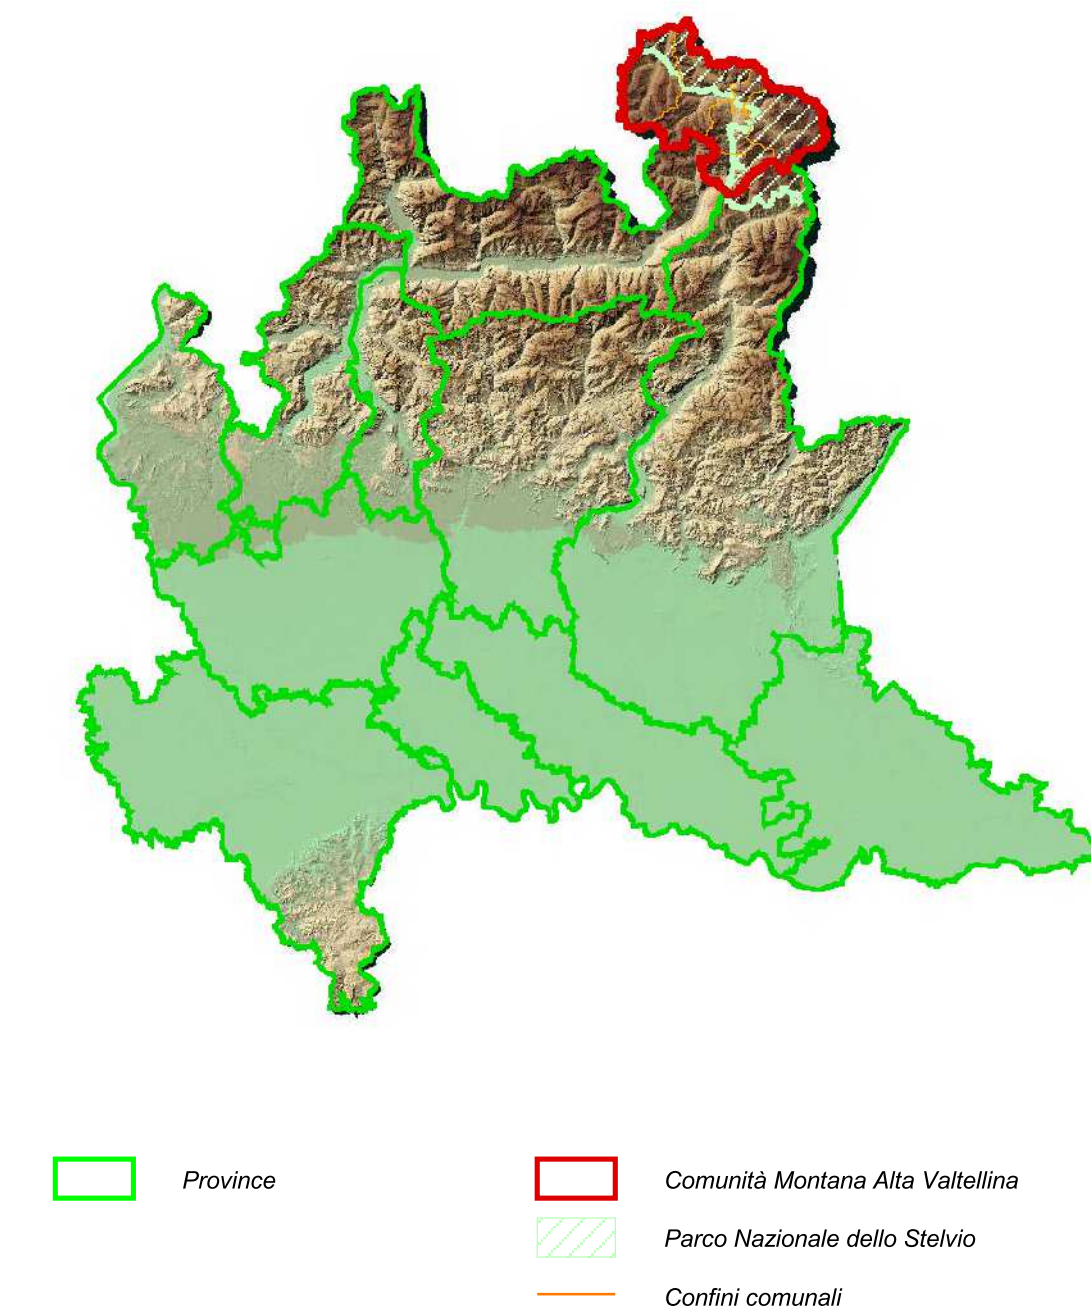 Province
Comunità Montana Alta Valtellina
Parco Nazionale dello Stelvio
Confini comunali